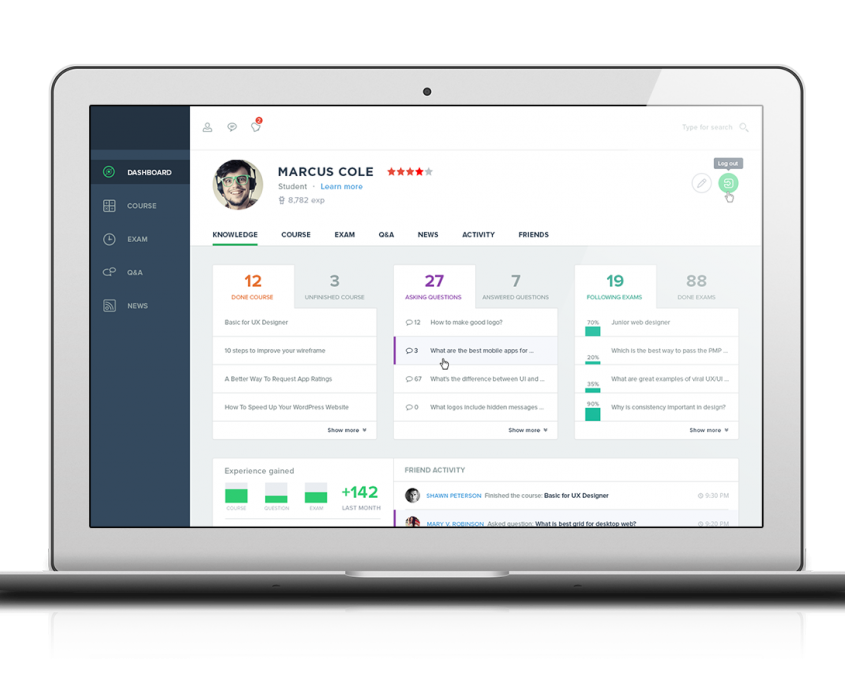 2
Type for search
Log out
DASHBOARD
COURSE
EXAM
Q&A
NEWS
MARCUS COLE
Student · Learn more
8,782 exp
KNOWLEDGE COURSE EXAM Q&A NEWS ACTIVITY FRIENDS
12
DONE COURSE
3
UNFINISHED COURSE
Basic for UX Designer
10 steps to improve your wireframe
A Better Way To Request App Ratings
How To Speed Up Your WordPress Website
Show more
27
ASKING QUESTIONS
7
ANSWERED QUESTIONS
12 How to make good logo?
3 What are the best mobile apps for ...
67 What's the difference between UI and ...
0 What logos include hidden messages ...
Show more
19
FOLLOWING EXAMS
88
DONE EXAMS
70% Junior web designer
20% Which is the best way to pass the PMP ...
35% What are great examples of viral UX/UI ...
90% Why is consistency important in design?
Show more
Experience gained
COURSE QUESTION EXAM
+142
LAST MONTH
FRIEND ACTIVITY
SHAWN PETERSON Finished the course: Basic for UX Designer 9:30 PM
MARY V. ROBINSON Asked question: What is best grid for desktop web? 9:28 PM